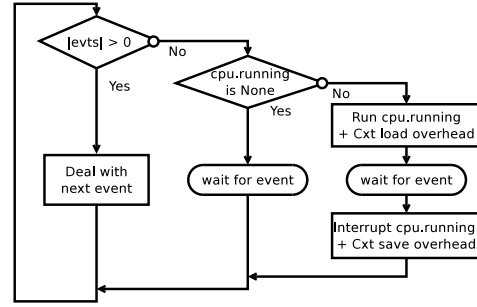 |evts| > 0
No
cpu.running
is None
No
Yes
Yes
Run cpu.running
+ Cxt load overhead
Deal with
next event
wait for event
wait for event
Interrupt cpu.running
+ Cxt save overhead